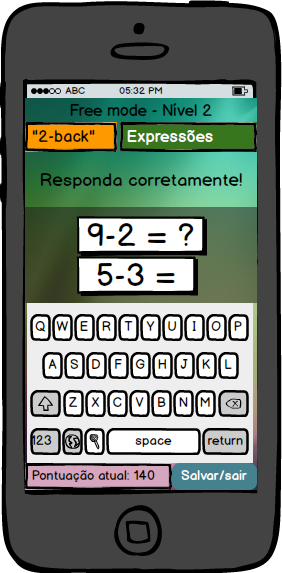 ABC 05:32 PM
Free mode - Nível 2
"2-back" Expressões
Responda corretamente!
9-2 = ?
5-3 =
Q W E R T Y U I O P
A S D F G H J K L
Z X C V B N M
123 space return
Pontuação atual: 140 Salvar/sair